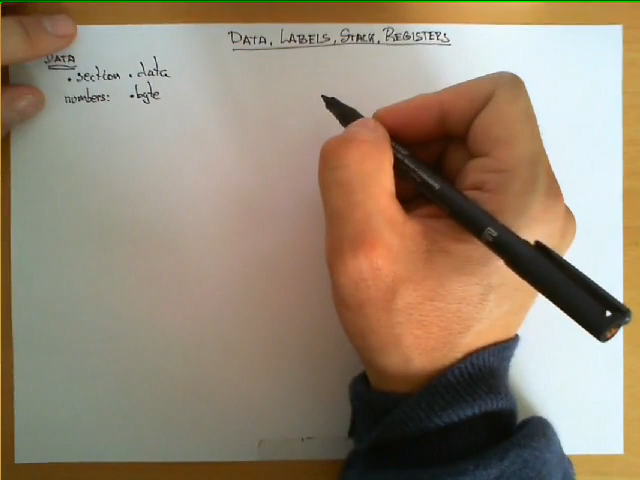 DATA, LABELS, STACK, REGISTERS
DATA
.section .data
numbers: .byte